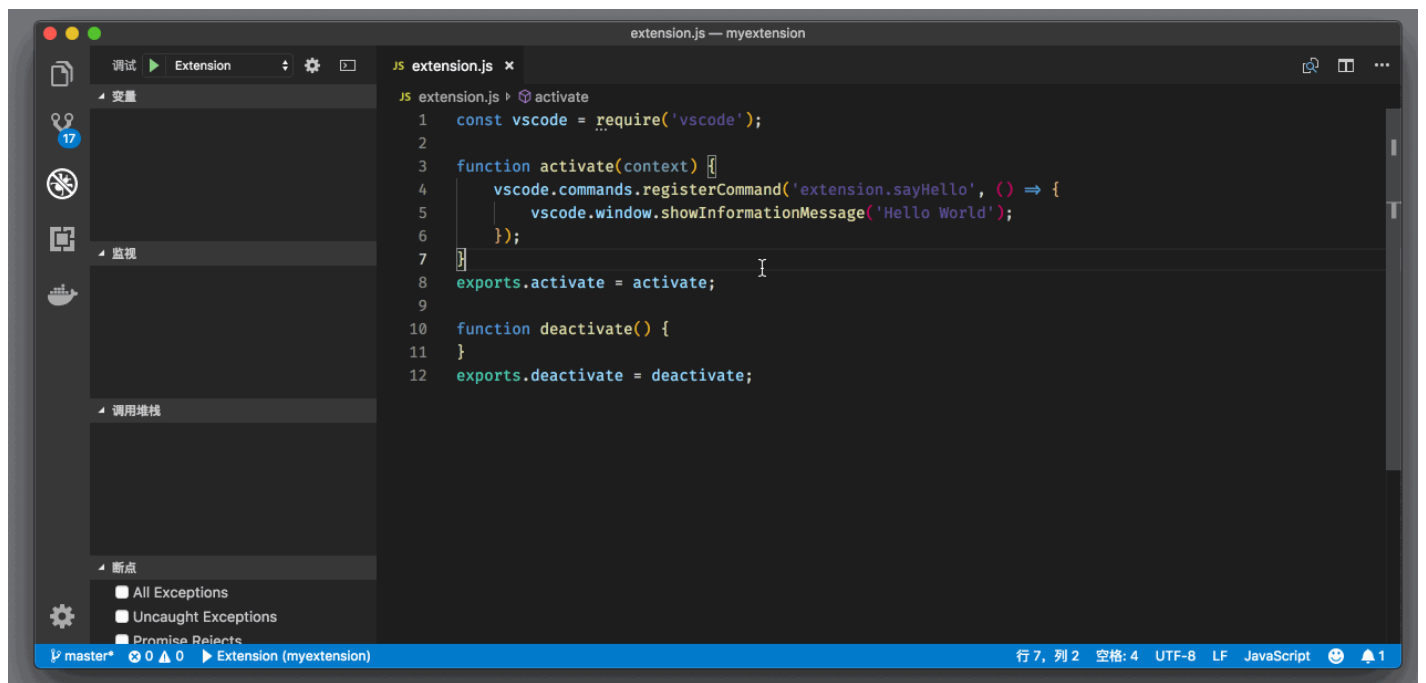 extension.js — myextension
调试 Extension
JS extension.js ×
变量
JS extension.js activate
1 const vscode = require('vscode');
2
3 function activate(context) {
4 vscode.commands.registerCommand('extension.sayHello', () ⇒ {
5 vscode.window.showInformationMessage('Hello World');
6 });
7 }
8 exports.activate = activate;
9
10 function deactivate() {
11 }
12 exports.deactivate = deactivate;
17
监视
调用堆栈
断点
All Exceptions
Uncaught Exceptions
Promise Rejects
master* 0 0 Extension (myextension) 行 7，列 2 空格: 4 UTF-8 LF JavaScript 1